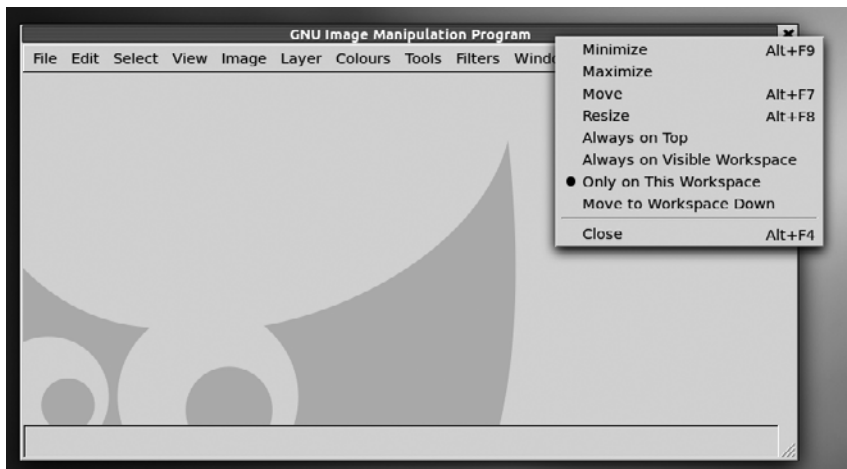 GNU Image Manipulation Program
File Edit Select View Image Layer Colours Tools Filters
Minimize Alt+F9
Maximize
Move Alt+F7
Resize Alt+F8
Always on Top
Always on Visible Workspace
Only on This Workspace
Move to Workspace Down
Close Alt+F4